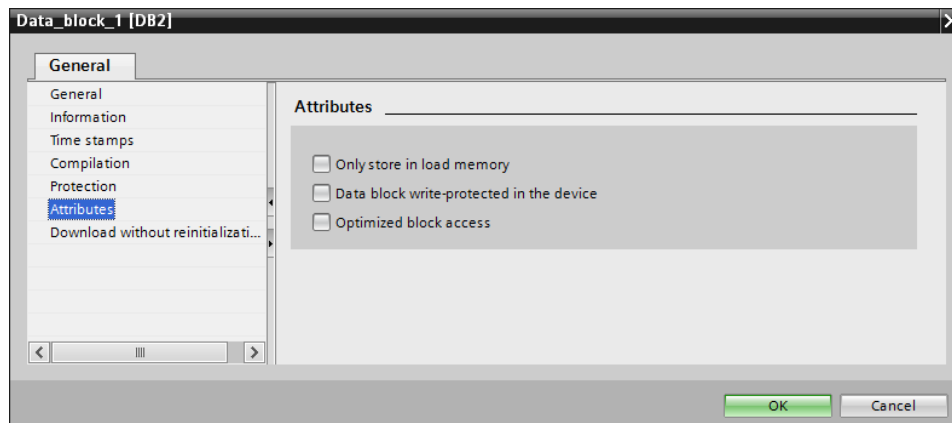 Data_block_1 [DB2]
General
General
Information
Time stamps
Compilation
Protection
Attributes
Download without reinitializati...
Attributes
Only store in load memory
Data block write-protected in the device
Optimized block access
OK
Cancel